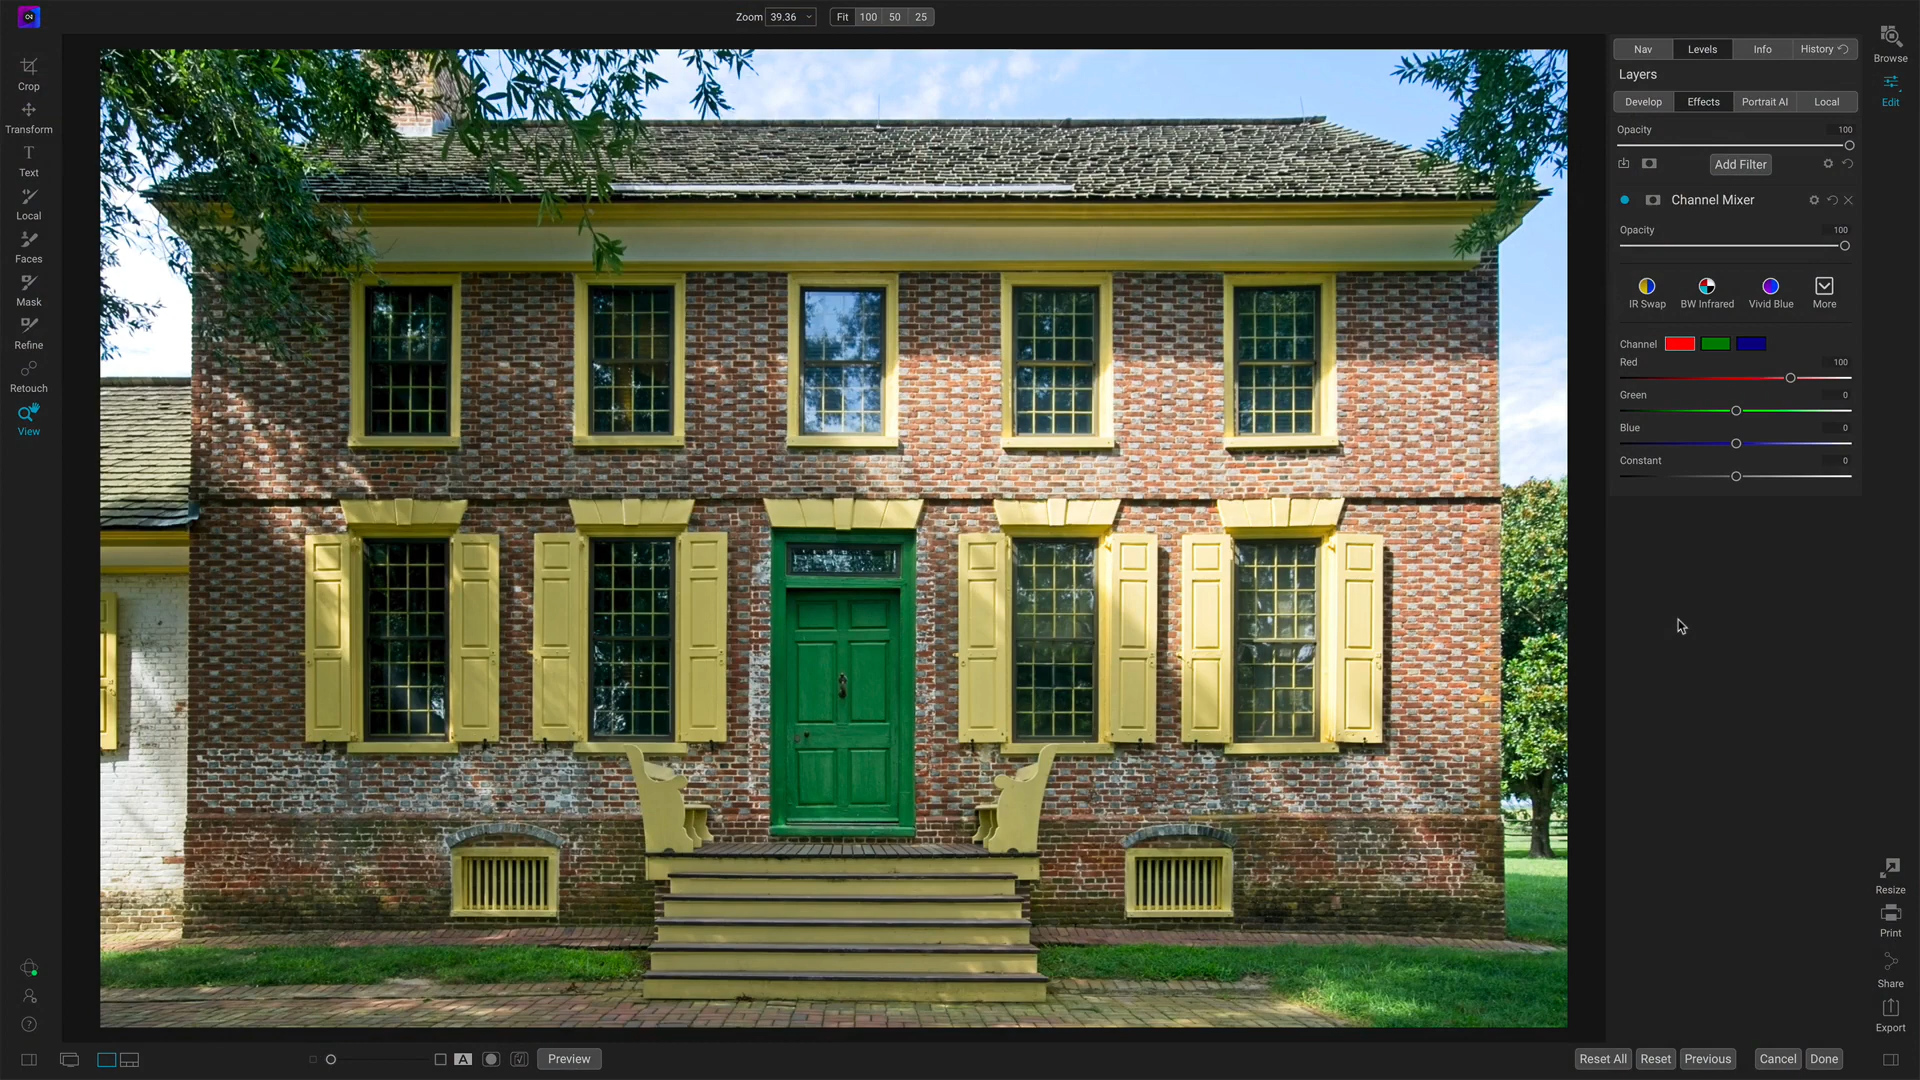 Zoom 39.36 Fit 100 50 25
Crop
Transform
Text
Local
Faces
Mask
Refine
Retouch
View
Nav Levels Info History
Layers
Develop Effects Portrait AI Local
Opacity 100
Add Filter
Channel Mixer
Opacity 100
IR Swap BW Infrared Vivid Blue More
Channel
Red 100
Green 0
Blue 0
Constant 0
Browse
Edit
Resize
Print
Share
Export
A Preview
Reset All Reset Previous Cancel Done